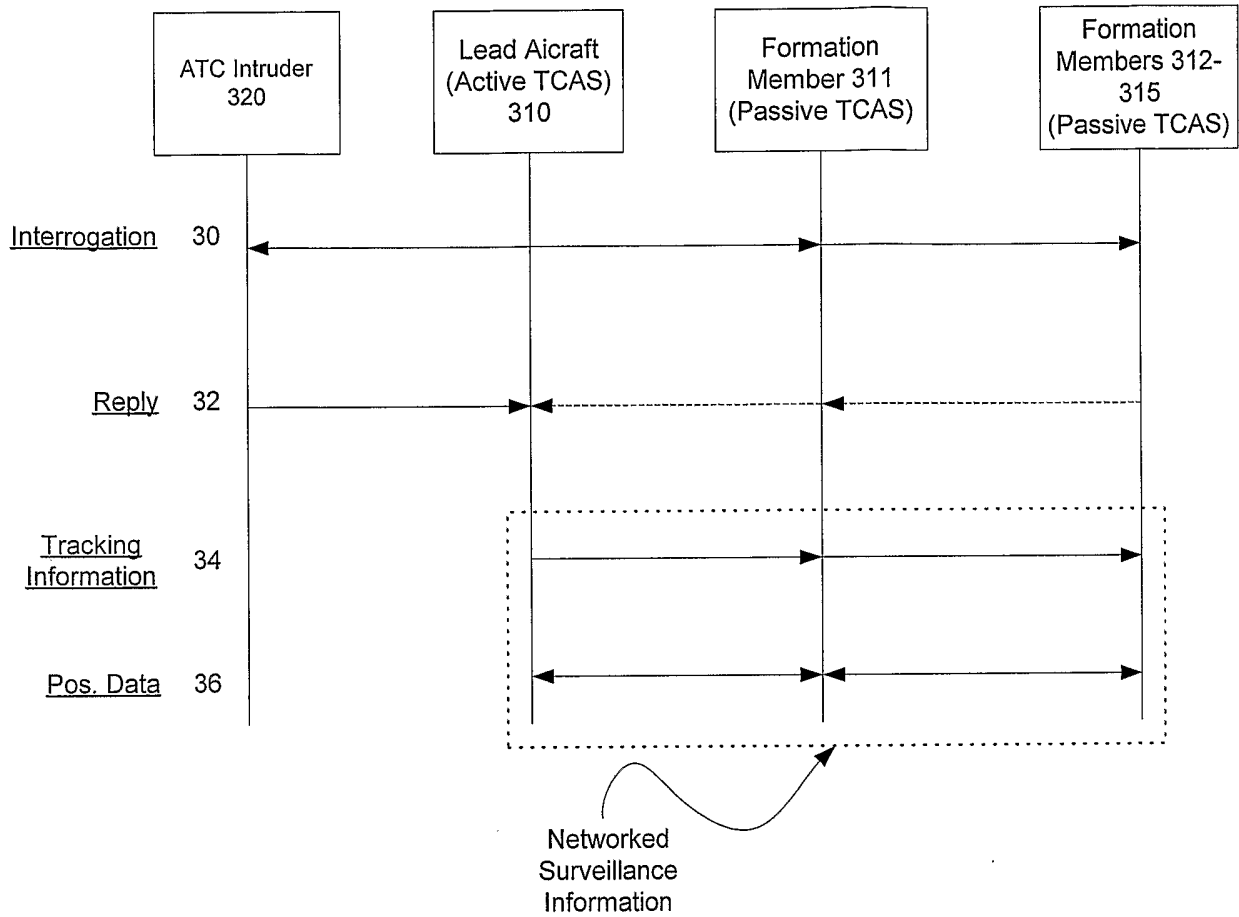 ATC Intruder
320
Lead Aicraft
(Active TCAS)
310
Formation
Member 311
(Passive TCAS)
Formation
Members 312-
315
(Passive TCAS)
Interrogation 30
Reply 32
Tracking
Information 34
Pos. Data 36
Networked
Surveillance
Information